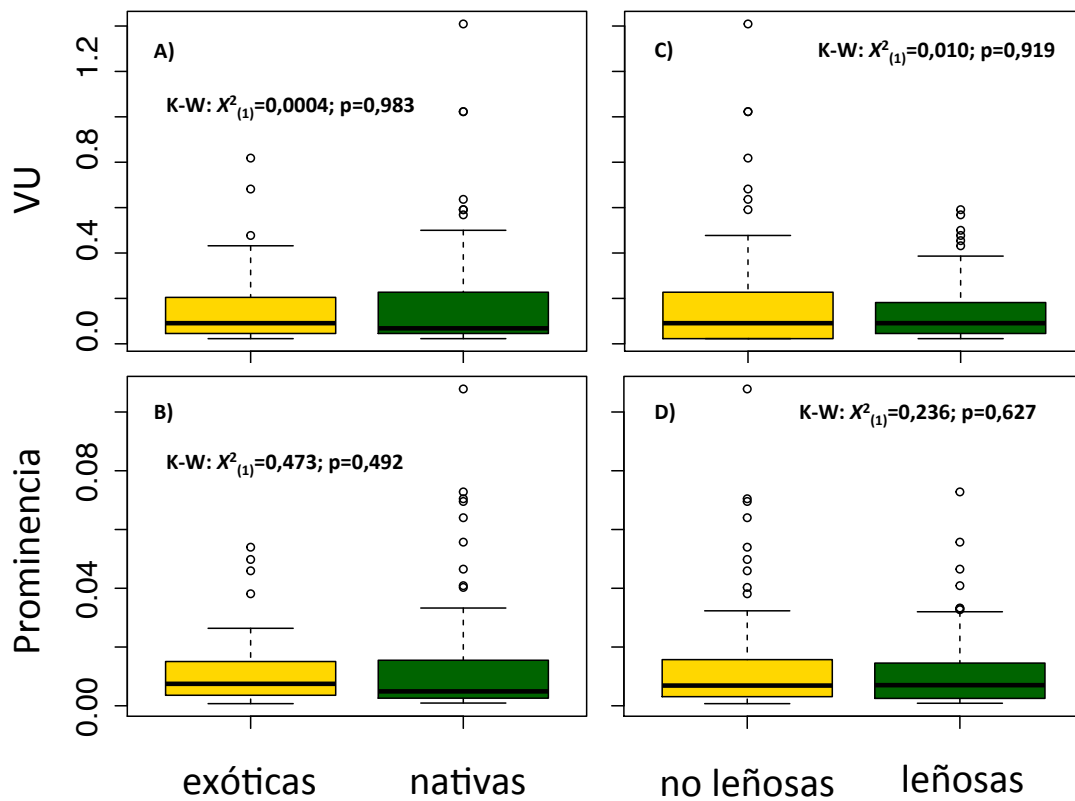 A)
K-W: X²(1)=0,0004; p=0,983
C)
K-W: X²(1)=0,010; p=0,919
VU
1.2
0.8
0.4
0.0
B)
K-W: X²(1)=0,473; p=0,492
D)
K-W: X²(1)=0,236; p=0,627
Prominencia
0.08
0.04
0.00
exóticas
nativas
no leñosas
leñosas